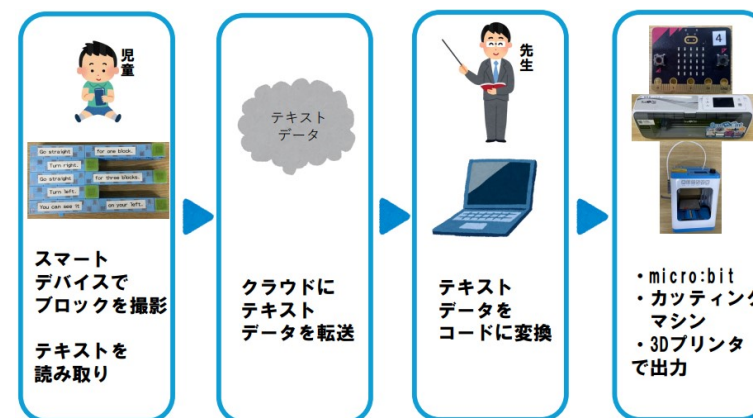 児童
Go straight for one block.
Turn right.
Go straight for three blocks.
Turn left.
You can see it on your left.
スマート
デバイスで
ブロックを撮影
テキストを
読み取り
テキスト
データ
クラウドに
テキスト
データを転送
先生
テキスト
データを
コードに変換
4
・micro:bit
・カッティング
マシン
・3Dプリンタ
で出力